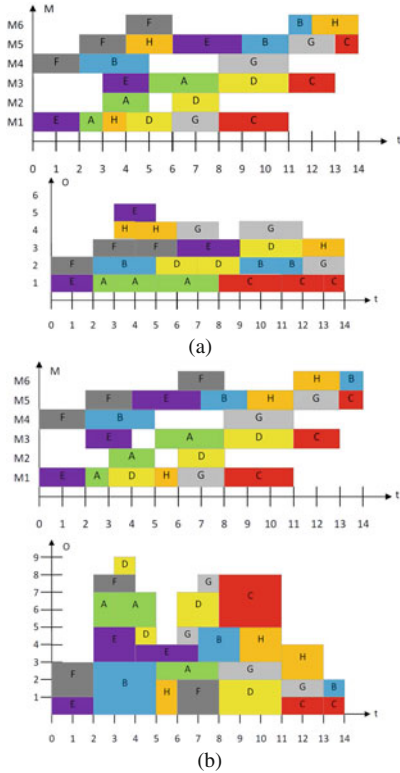 M
M6 F B H
M5 F H E B G C
M4 F B G
M3 E A D C
M2 A D
M1 E A H D G C
0 1 2 3 4 5 6 7 8 9 10 11 12 13 14 t
O
6
5 E
4 H H G G
3 F F E D H
2 F B D D B B G
1 E A A A C C C
0 1 2 3 4 5 6 7 8 9 10 11 12 13 14 t
(a)
M
M6 F H B
M5 F E B H G C
M4 F B G
M3 E A D C
M2 A D
M1 E A D H G C
0 1 2 3 4 5 6 7 8 9 10 11 12 13 14 t
O
9 D
8 F G
7
6 A A D C
5
4 E D G B H
3 E H
2 F B A G
1 E H F D G B C C
0 1 2 3 4 5 6 7 8 9 10 11 12 13 14 t
(b)